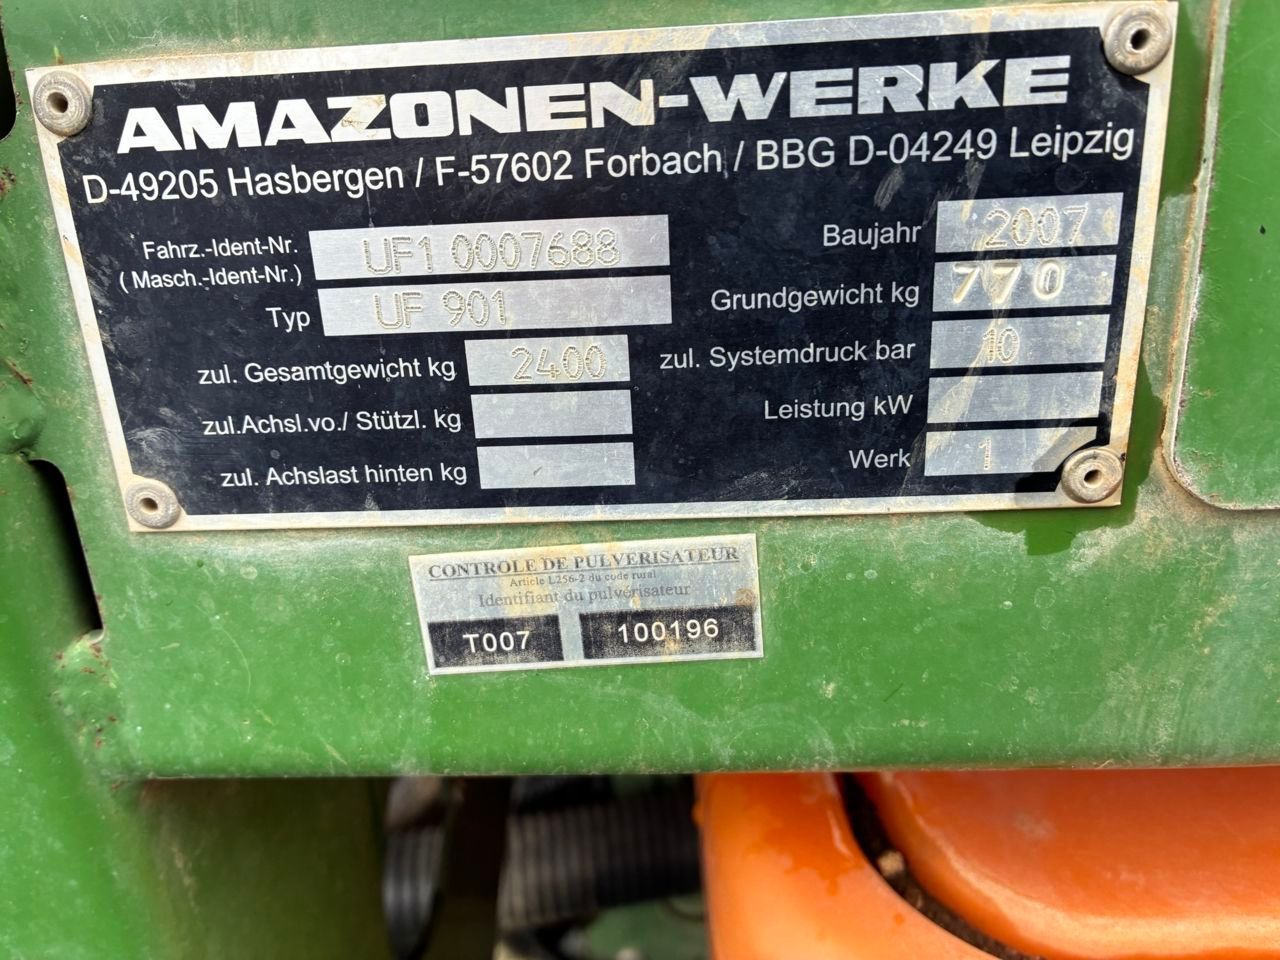 AMAZONEN-WERKE
D-49205 Hasbergen / F-57602 Forbach / BBG D-04249 Leipzig
Fahrz.-Ident-Nr.
(Masch.-Ident-Nr.) UF1 0007688
Typ UF 901
zul. Gesamtgewicht kg 2400
zul.Achsl.vo./ Stützl. kg
zul. Achslast hinten kg
Baujahr 2007
Grundgewicht kg 770
zul. Systemdruck bar 10
Leistung kW
Werk 1
CONTROLE DE PULVERISATEUR
Article L256-2 du code rural
Identifiant du pulvérisateur
T007 100196